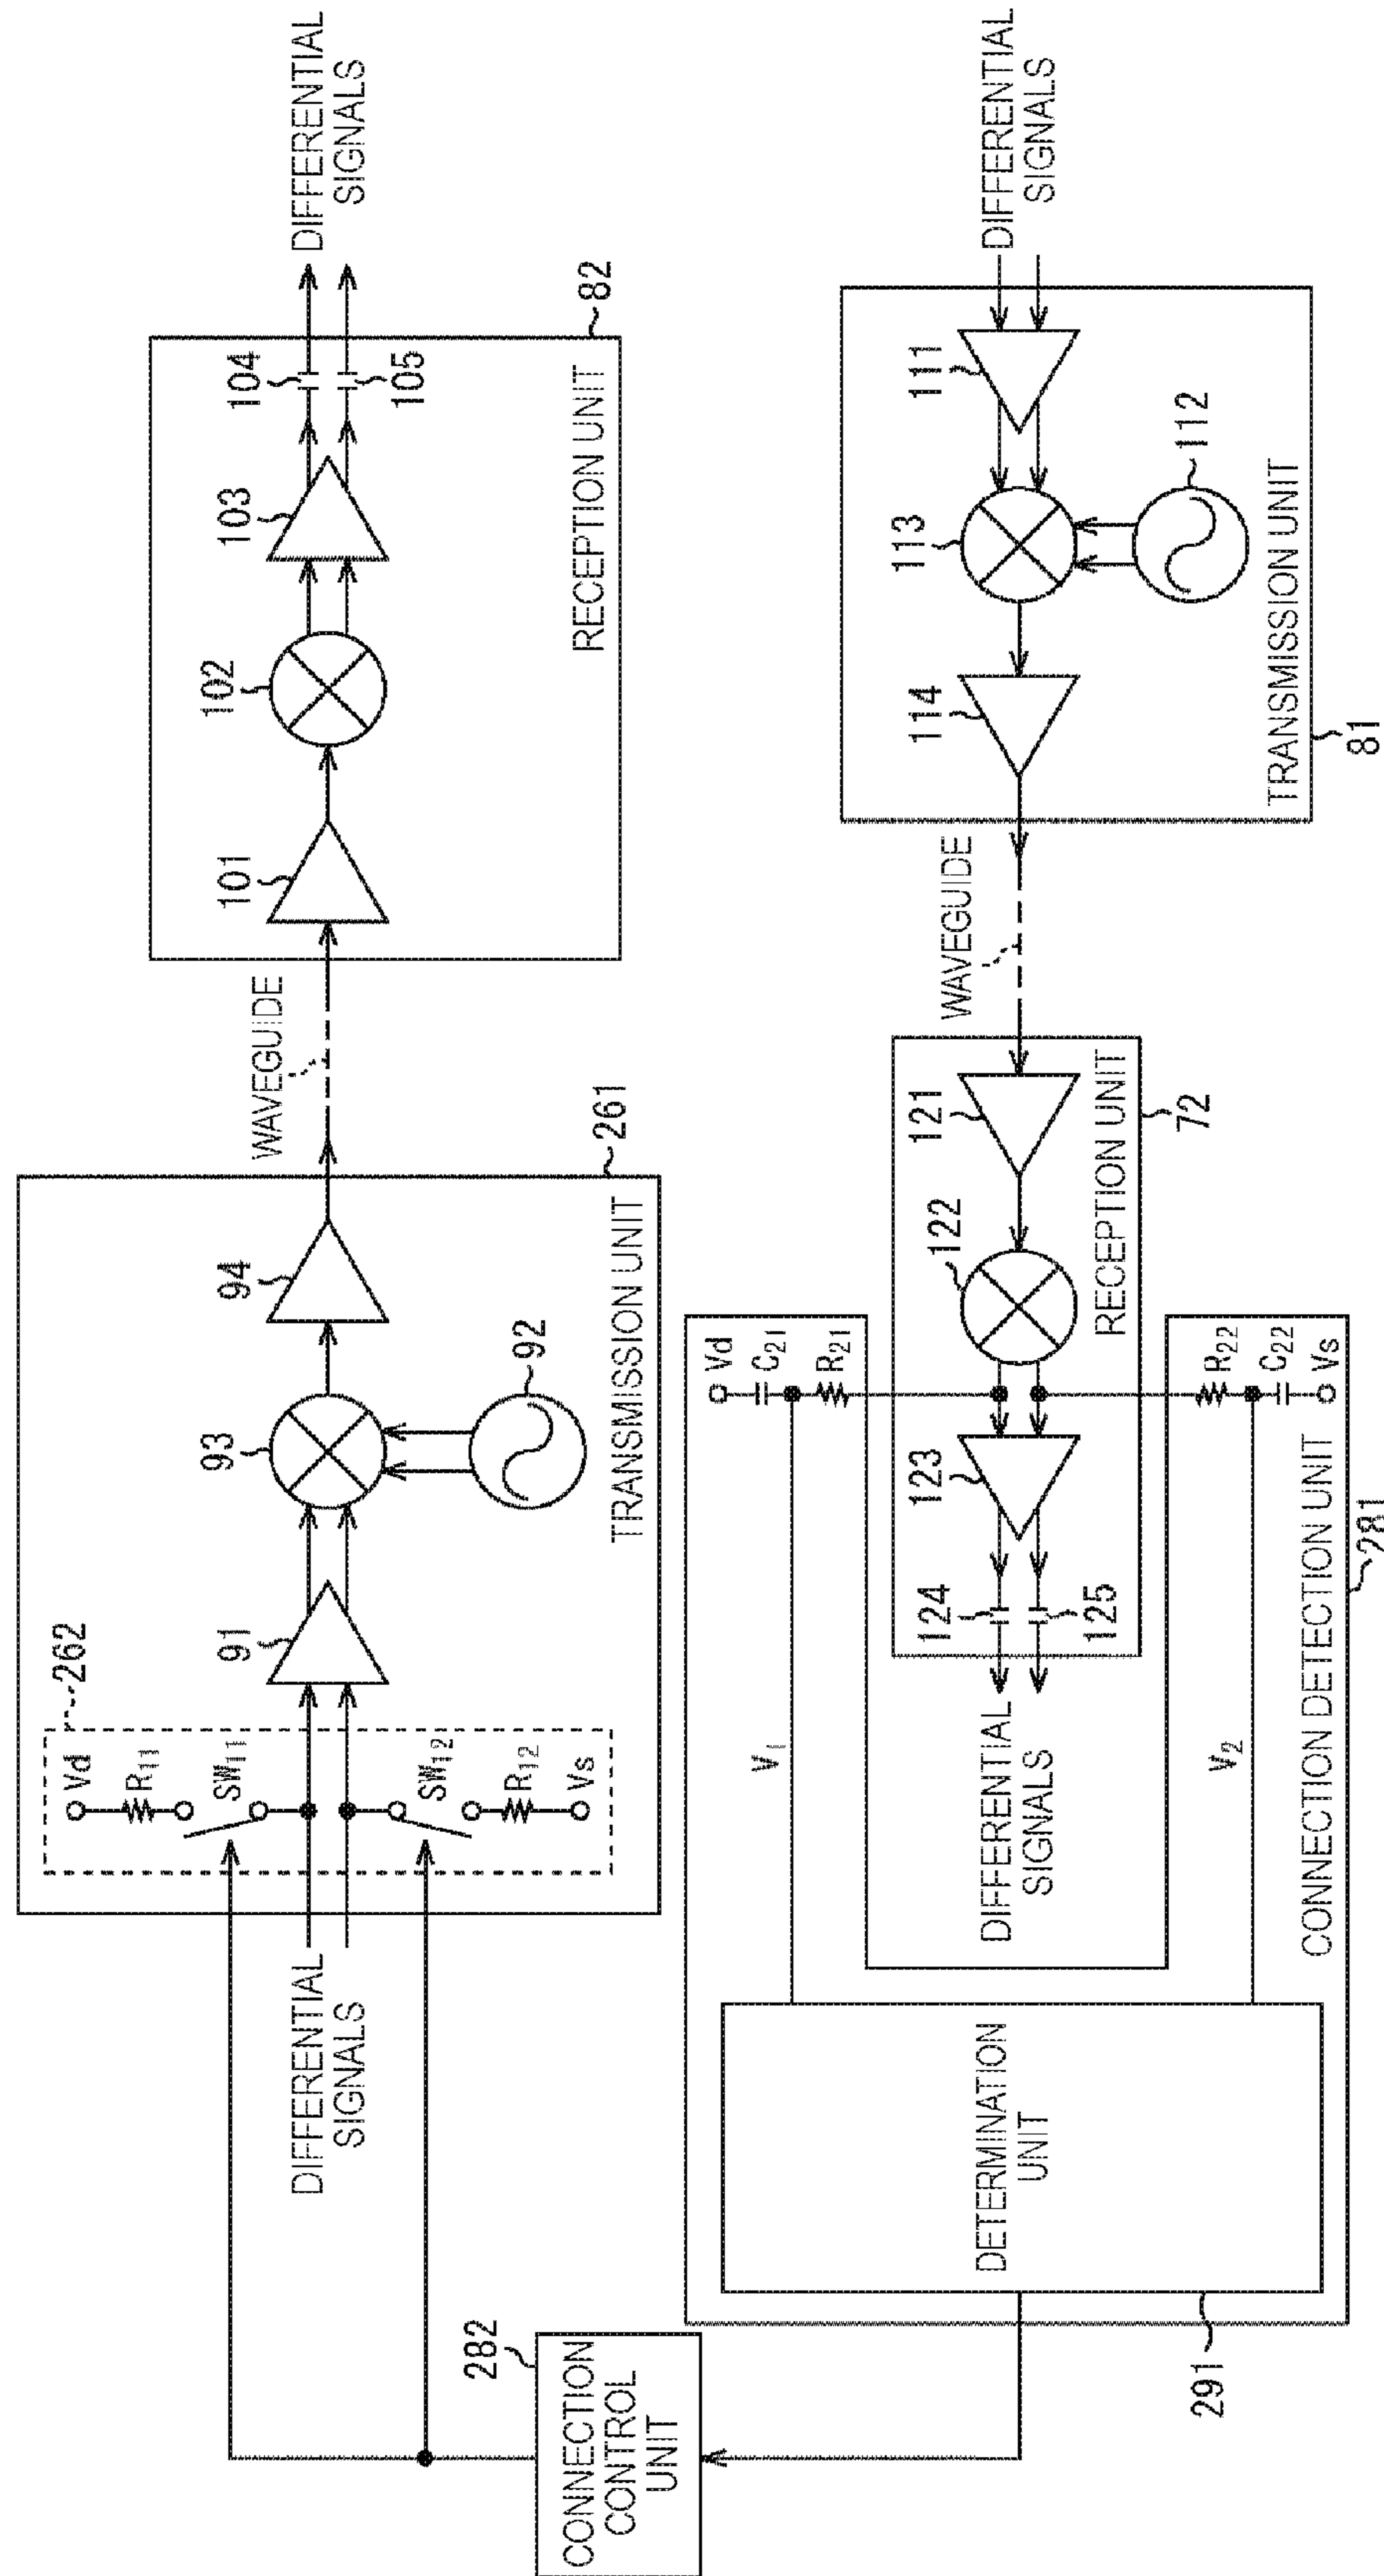 DIFFERENTIAL
SIGNALS
262
Vd
R11
SW11
SW12
R12
Vs
91
93
92
94
TRANSMISSION UNIT
261
WAVEGUIDE
101
102
103
104
105
RECEPTION UNIT
82
DIFFERENTIAL
SIGNALS
282
CONNECTION
CONTROL
UNIT
291
DETERMINATION
UNIT
V1
V2
Vd
C21
R21
R22
C22
Vs
CONNECTION DETECTION UNIT
281
DIFFERENTIAL
SIGNALS
124
125
123
122
121
RECEPTION UNIT
72
WAVEGUIDE
114
113
112
111
TRANSMISSION UNIT
81
DIFFERENTIAL
SIGNALS